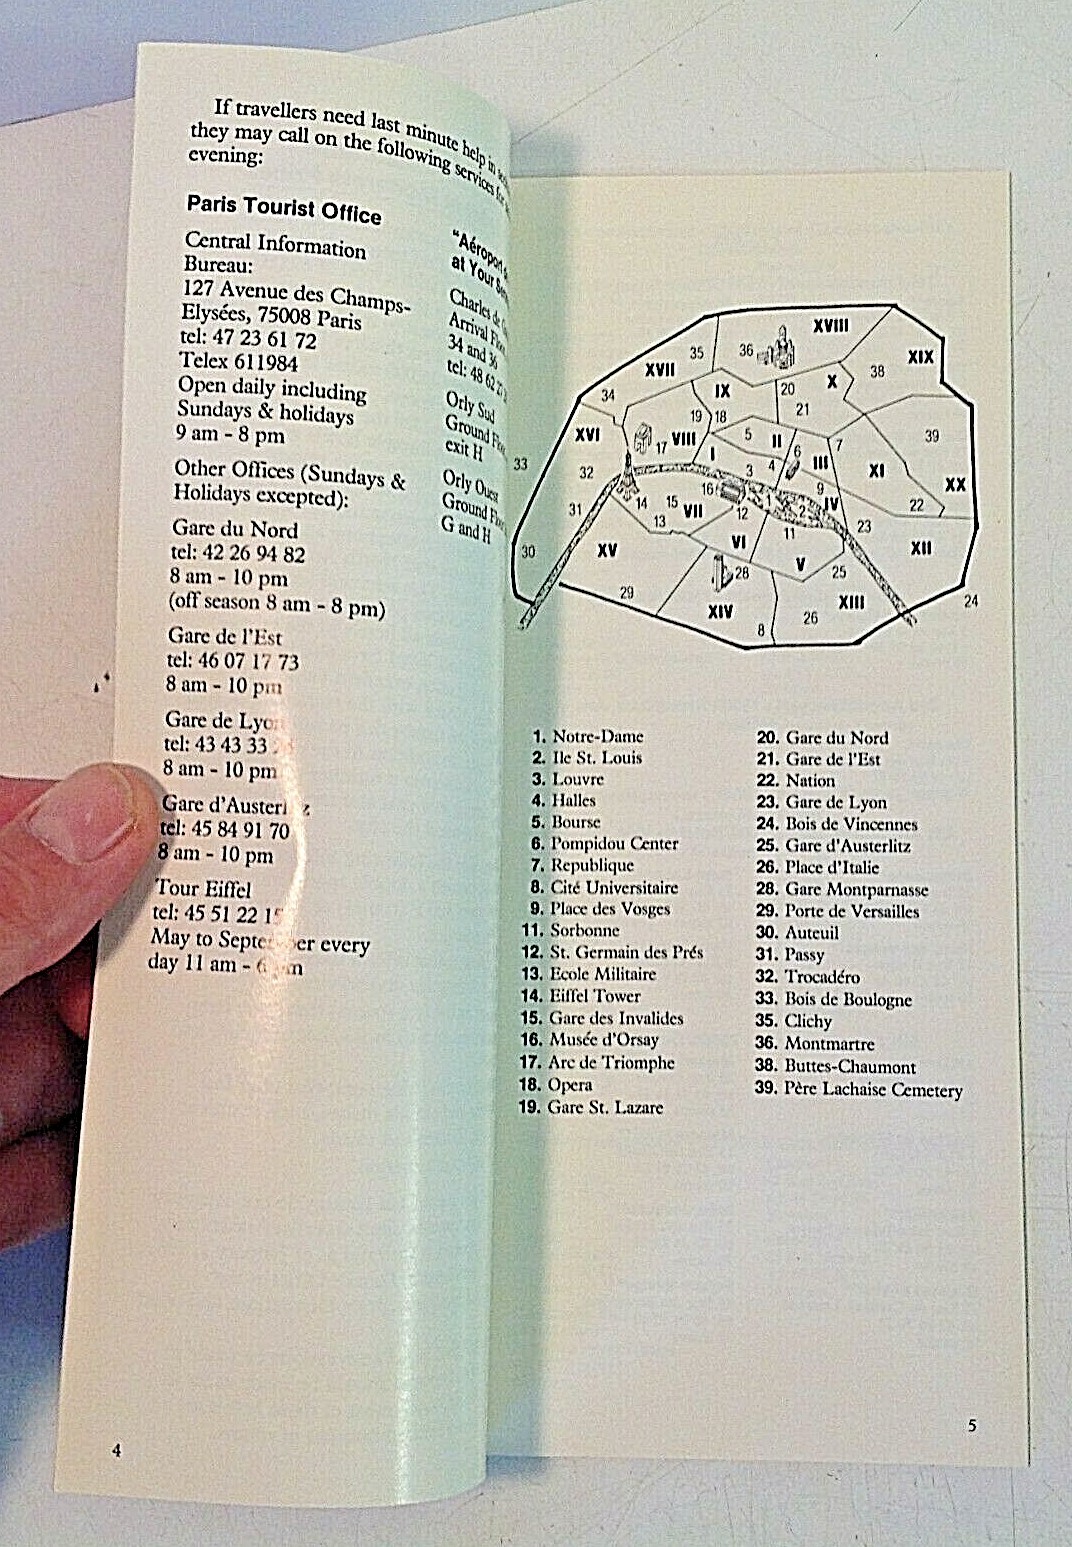 If travellers need last minute help in
they may call on the following services for
evening:
Paris Tourist Office
Central Information
Bureau:
127 Avenue des Champs-
Elysées, 75008 Paris
tel: 47 23 61 72
Telex 611984
Open daily including
Sundays & holidays
9 am - 8 pm
Other Offices (Sundays &
Holidays excepted):
Gare du Nord
tel: 42 26 94 82
8 am - 10 pm
(off season 8 am - 8 pm)
Gare de l'Est
tel: 46 07 17 73
8 am - 10 pm
Gare de Lyon
tel: 43 43 33
8 am - 10 pm
Gare d'Austerlitz
tel: 45 84 91 70
8 am - 10 pm
Tour Eiffel
tel: 45 51 22 15
May to September every
day 11 am - 6 pm
"Aéroport
at Your
Charles de
Arrival
34 and 36
tel: 48 62
Orly Sud
Ground
exit H
Orly Ouest
Ground
G and H
4
XVIII
35
36
XIX
XVII
38
34
IX
20
X
19
18
21
XVI
VIII
17
5
II
7
39
I
6
III
XI
33
32
3
4
9
XX
16
1
2
IV
22
31
14
15
VII
13
12
11
23
30
XV
VI
V
XII
28
25
29
XIV
XIII
24
26
8
1. Notre-Dame
2. Ile St. Louis
3. Louvre
4. Halles
5. Bourse
6. Pompidou Center
7. Republique
8. Cité Universitaire
9. Place des Vosges
11. Sorbonne
12. St. Germain des Prés
13. Ecole Militaire
14. Eiffel Tower
15. Gare des Invalides
16. Musée d'Orsay
17. Arc de Triomphe
18. Opera
19. Gare St. Lazare
20. Gare du Nord
21. Gare de l'Est
22. Nation
23. Gare de Lyon
24. Bois de Vincennes
25. Gare d'Austerlitz
26. Place d'Italie
28. Gare Montparnasse
29. Porte de Versailles
30. Auteuil
31. Passy
32. Trocadéro
33. Bois de Boulogne
35. Clichy
36. Montmartre
38. Buttes-Chaumont
39. Père Lachaise Cemetery
5